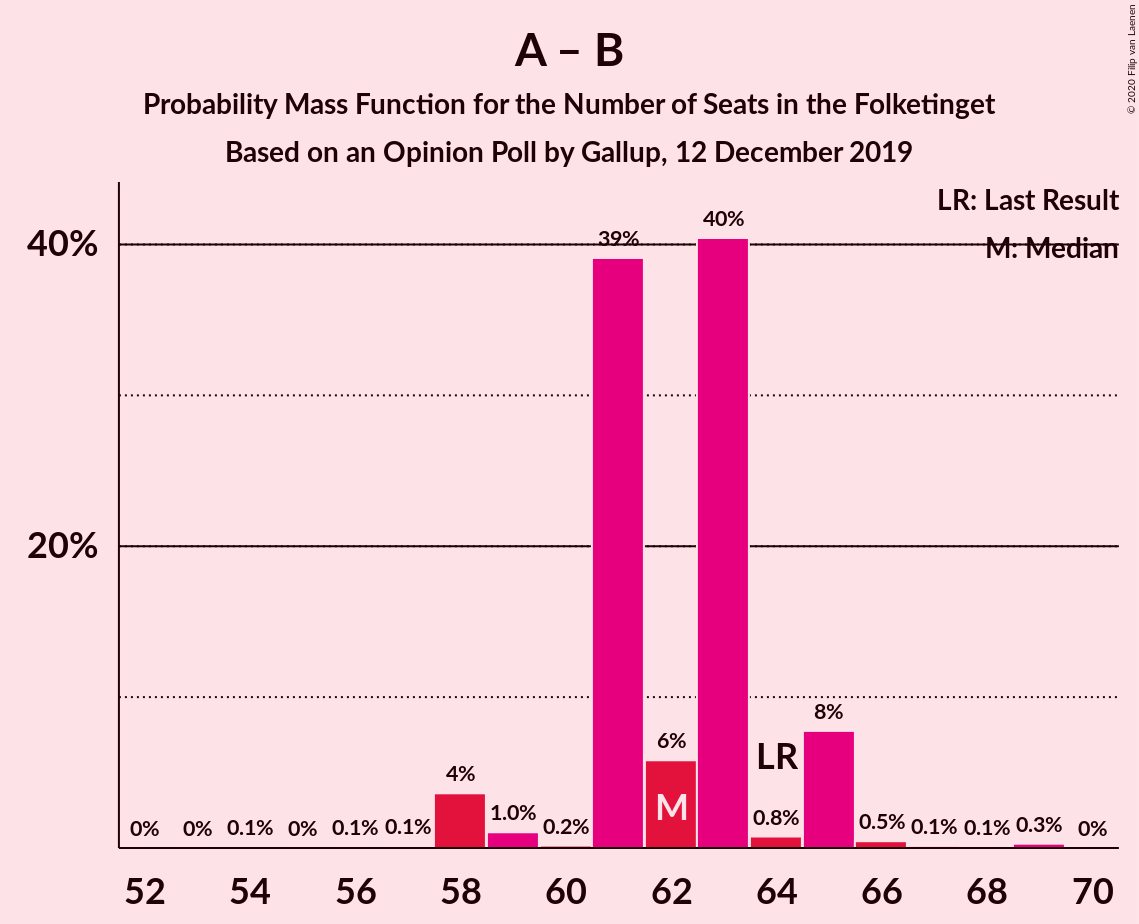 A – B
Probability Mass Function for the Number of Seats in the Folketinget
Based on an Opinion Poll by Gallup, 12 December 2019
© 2020 Filip van Laenen
LR: Last Result
M: Median
40%
20%
0% 0% 0.1% 0% 0.1% 0.1% 4% 1.0% 0.2% 39% 6% 40% 0.8% 8% 0.5% 0.1% 0.1% 0.3% 0%
LR
M
52 54 56 58 60 62 64 66 68 70